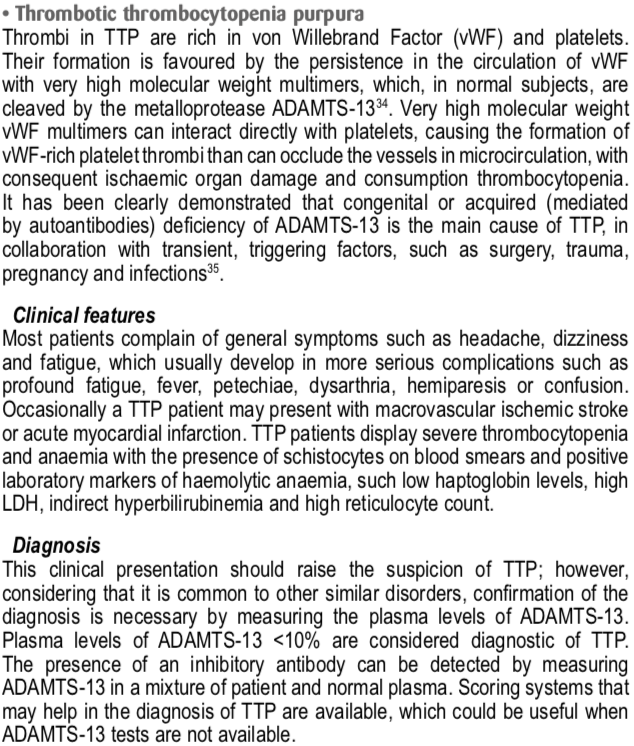 • Thrombotic thrombocytopenia purpura
Thrombi in TTP are rich in von Willebrand Factor (vWF) and platelets.
Their formation is favoured by the persistence in the circulation of vWF
with very high molecular weight multimers, which, in normal subjects, are
cleaved by the metalloprotease ADAMTS-13³⁴. Very high molecular weight
vWF multimers can interact directly with platelets, causing the formation of
vWF-rich platelet thrombi than can occlude the vessels in microcirculation, with
consequent ischaemic organ damage and consumption thrombocytopenia.
It has been clearly demonstrated that congenital or acquired (mediated
by autoantibodies) deficiency of ADAMTS-13 is the main cause of TTP, in
collaboration with transient, triggering factors, such as surgery, trauma,
pregnancy and infections³⁵.
Clinical features
Most patients complain of general symptoms such as headache, dizziness
and fatigue, which usually develop in more serious complications such as
profound fatigue, fever, petechiae, dysarthria, hemiparesis or confusion.
Occasionally a TTP patient may present with macrovascular ischemic stroke
or acute myocardial infarction. TTP patients display severe thrombocytopenia
and anaemia with the presence of schistocytes on blood smears and positive
laboratory markers of haemolytic anaemia, such low haptoglobin levels, high
LDH, indirect hyperbilirubinemia and high reticulocyte count.
Diagnosis
This clinical presentation should raise the suspicion of TTP; however,
considering that it is common to other similar disorders, confirmation of the
diagnosis is necessary by measuring the plasma levels of ADAMTS-13.
Plasma levels of ADAMTS-13 <10% are considered diagnostic of TTP.
The presence of an inhibitory antibody can be detected by measuring
ADAMTS-13 in a mixture of patient and normal plasma. Scoring systems that
may help in the diagnosis of TTP are available, which could be useful when
ADAMTS-13 tests are not available.